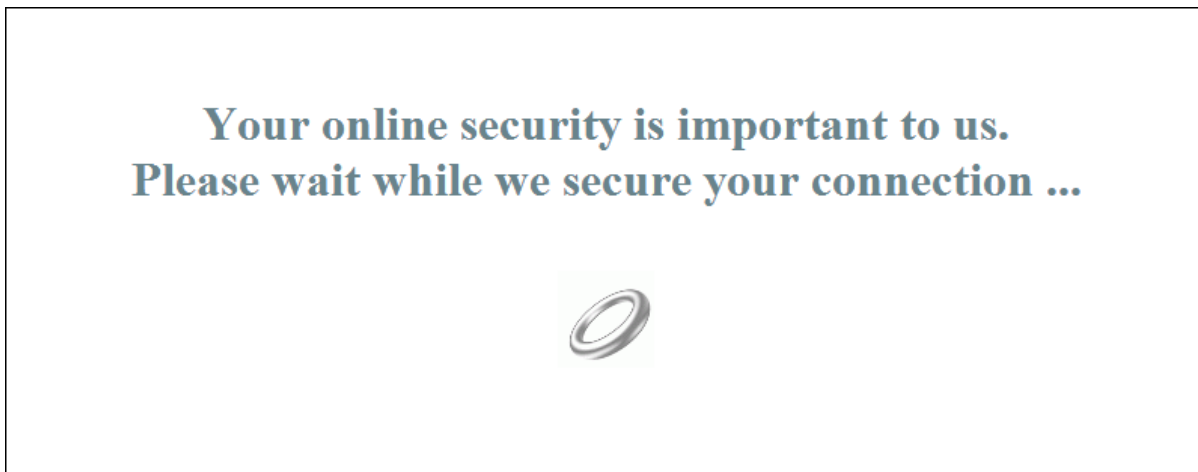 Your online security is important to us.
Please wait while we secure your connection ...